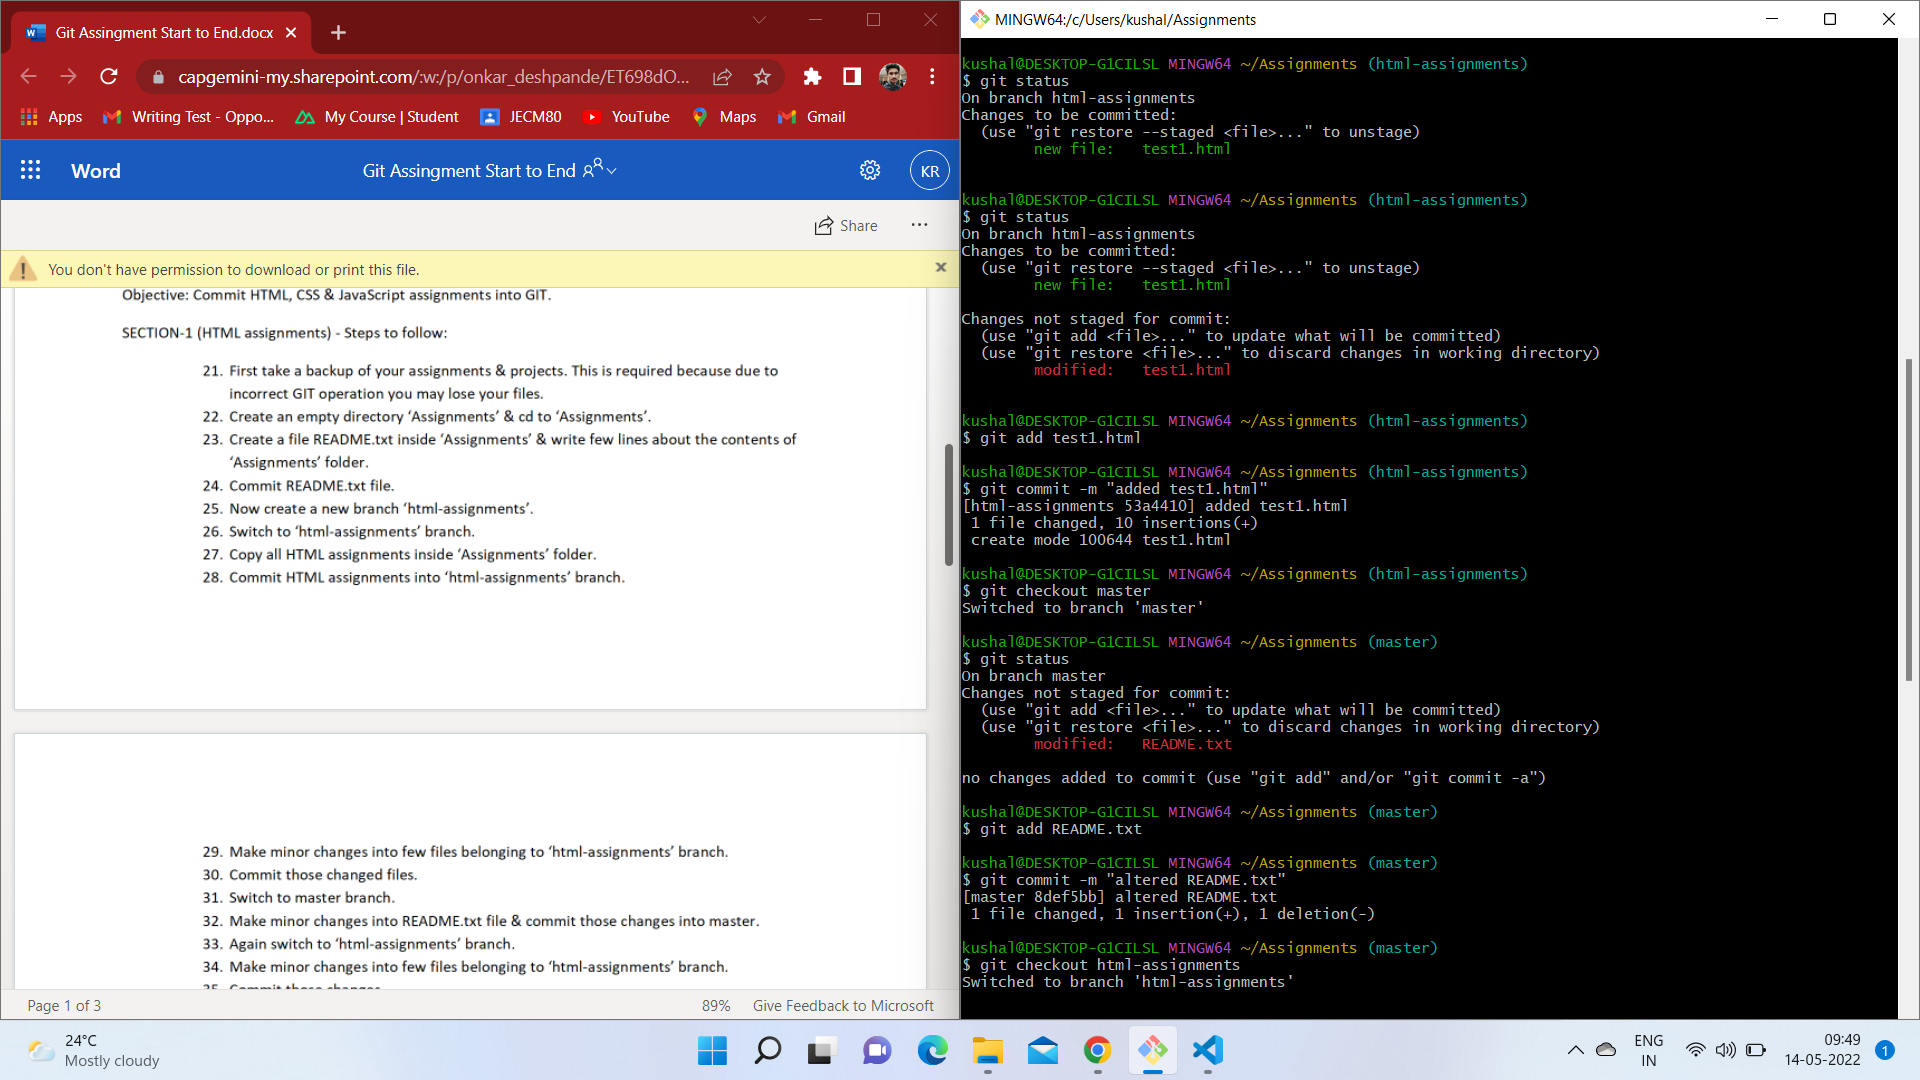 Git Assingment Start to End.docx
capgemini-my.sharepoint.com/:w:/p/onkar_deshpande/ET698dO...
Apps
Writing Test - Oppo...
My Course | Student
JECM80
YouTube
Maps
Gmail
Word
Git Assingment Start to End
KR
Share
You don't have permission to download or print this file.
Objective: Commit HTML, CSS & JavaScript assignments into GIT.
SECTION-1 (HTML assignments) - Steps to follow:
21. First take a backup of your assignments & projects. This is required because due to
incorrect GIT operation you may lose your files.
22. Create an empty directory ‘Assignments’ & cd to ‘Assignments’.
23. Create a file README.txt inside ‘Assignments’ & write few lines about the contents of
‘Assignments’ folder.
24. Commit README.txt file.
25. Now create a new branch ‘html-assignments’.
26. Switch to ‘html-assignments’ branch.
27. Copy all HTML assignments inside ‘Assignments’ folder.
28. Commit HTML assignments into ‘html-assignments’ branch.
29. Make minor changes into few files belonging to ‘html-assignments’ branch.
30. Commit those changed files.
31. Switch to master branch.
32. Make minor changes into README.txt file & commit those changes into master.
33. Again switch to ‘html-assignments’ branch.
34. Make minor changes into few files belonging to ‘html-assignments’ branch.
35. Commit those changes.
Page 1 of 3
89%
Give Feedback to Microsoft
MINGW64:/c/Users/kushal/Assignments
kushal@DESKTOP-G1CILSL MINGW64 ~/Assignments (html-assignments)
$ git status
On branch html-assignments
Changes to be committed:
  (use "git restore --staged <file>..." to unstage)
        new file:   test1.html
kushal@DESKTOP-G1CILSL MINGW64 ~/Assignments (html-assignments)
$ git status
On branch html-assignments
Changes to be committed:
  (use "git restore --staged <file>..." to unstage)
        new file:   test1.html
Changes not staged for commit:
  (use "git add <file>..." to update what will be committed)
  (use "git restore <file>..." to discard changes in working directory)
        modified:   test1.html
kushal@DESKTOP-G1CILSL MINGW64 ~/Assignments (html-assignments)
$ git add test1.html
kushal@DESKTOP-G1CILSL MINGW64 ~/Assignments (html-assignments)
$ git commit -m "added test1.html"
[html-assignments 53a4410] added test1.html
 1 file changed, 10 insertions(+)
 create mode 100644 test1.html
kushal@DESKTOP-G1CILSL MINGW64 ~/Assignments (html-assignments)
$ git checkout master
Switched to branch 'master'
kushal@DESKTOP-G1CILSL MINGW64 ~/Assignments (master)
$ git status
On branch master
Changes not staged for commit:
  (use "git add <file>..." to update what will be committed)
  (use "git restore <file>..." to discard changes in working directory)
        modified:   README.txt
no changes added to commit (use "git add" and/or "git commit -a")
kushal@DESKTOP-G1CILSL MINGW64 ~/Assignments (master)
$ git add README.txt
kushal@DESKTOP-G1CILSL MINGW64 ~/Assignments (master)
$ git commit -m "altered README.txt"
[master 8def5bb] altered README.txt
 1 file changed, 1 insertion(+), 1 deletion(-)
kushal@DESKTOP-G1CILSL MINGW64 ~/Assignments (master)
$ git checkout html-assignments
Switched to branch 'html-assignments'
24°C
Mostly cloudy
ENG
IN
09:49
14-05-2022
1